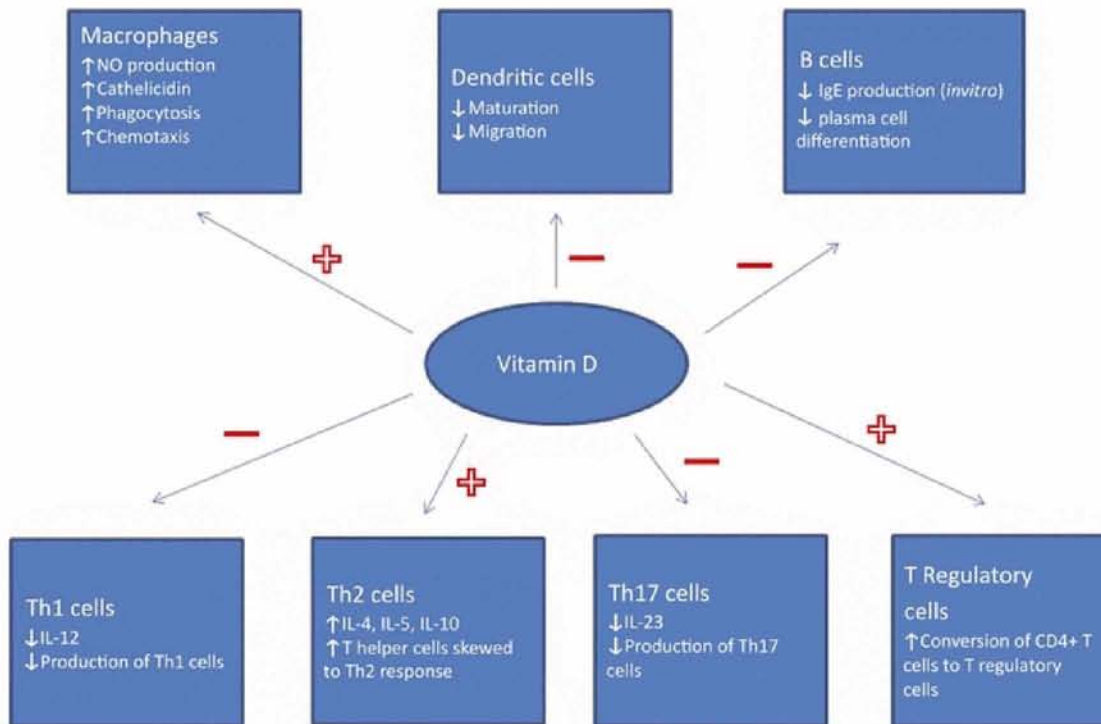 Macrophages
↑NO production
↑Cathelicidin
↑Phagocytosis
↑Chemotaxis
Dendritic cells
↓ Maturation
↓ Migration
B cells
↓ IgE production (invitro)
↓ plasma cell
differentiation
+
−
−
Vitamin D
−
+
−
+
Th1 cells
↓IL-12
↓Production of Th1 cells
Th2 cells
↑IL-4, IL-5, IL-10
↑T helper cells skewed
to Th2 response
Th17 cells
↓IL-23
↓Production of Th17
cells
T Regulatory
cells
↑Conversion of CD4+ T
cells to T regulatory
cells